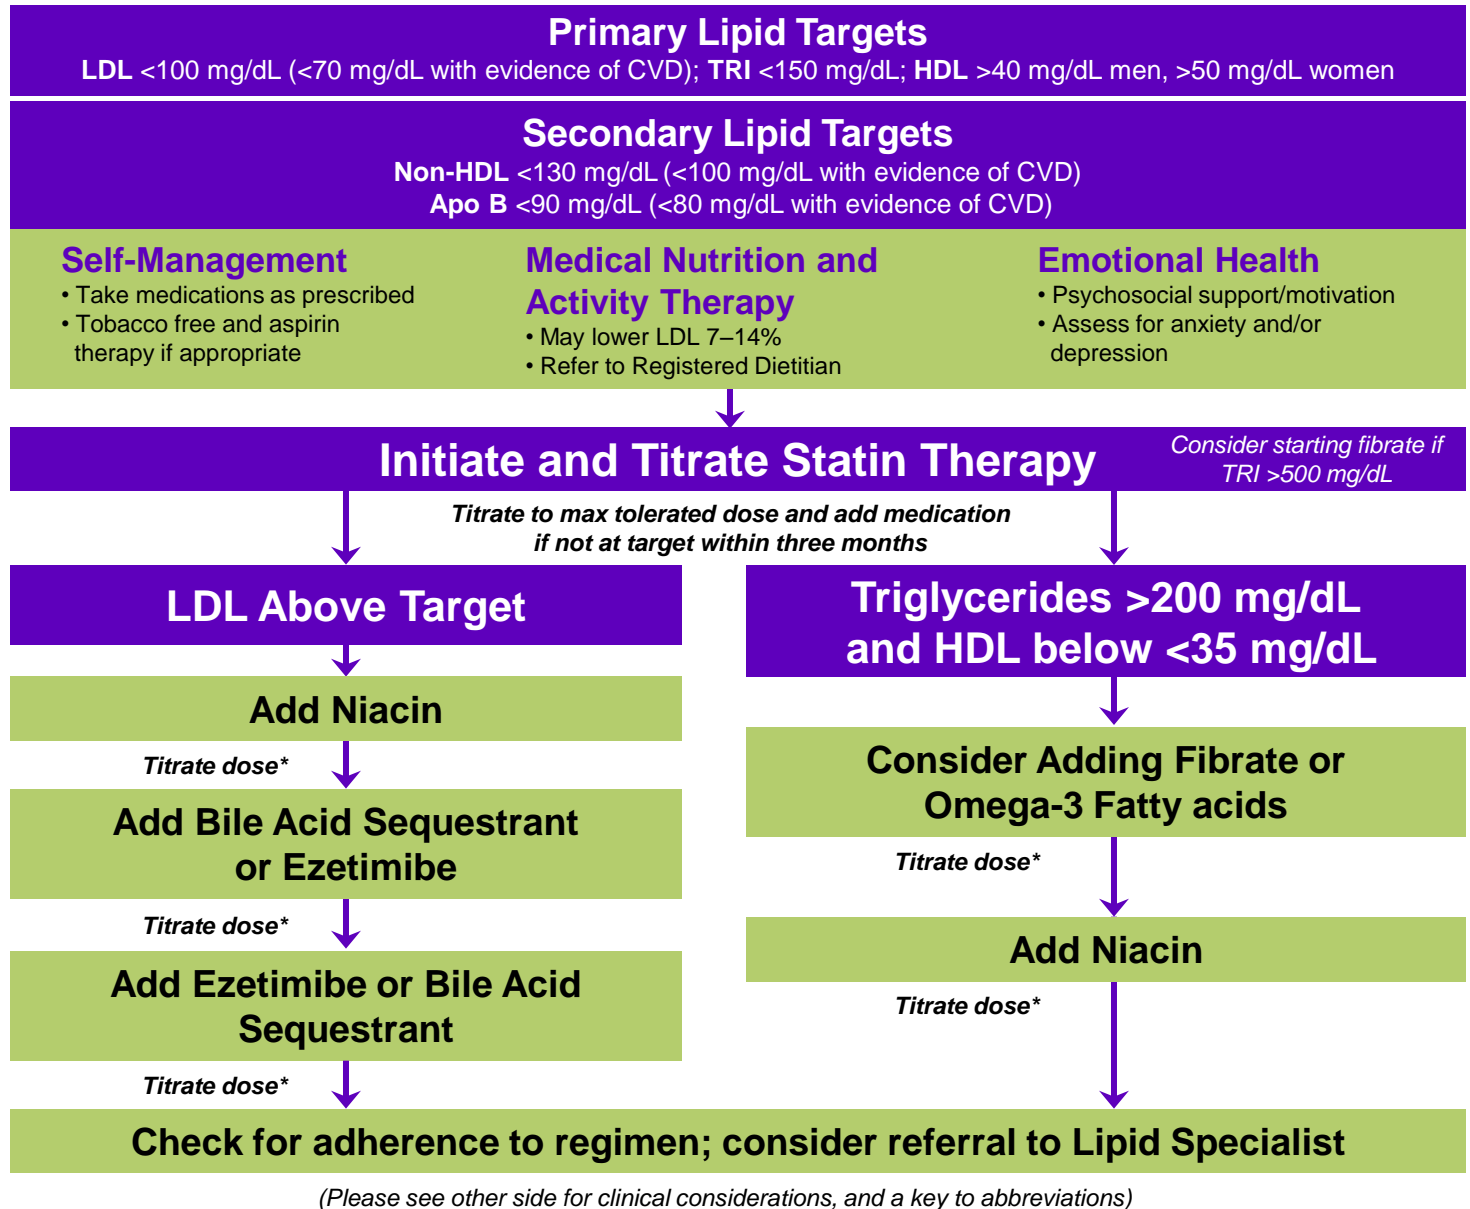 Primary Lipid Targets
LDL <100 mg/dL (<70 mg/dL with evidence of CVD); TRI <150 mg/dL; HDL >40 mg/dL men, >50 mg/dL women
Secondary Lipid Targets
Non-HDL <130 mg/dL (<100 mg/dL with evidence of CVD)
Apo B <90 mg/dL (<80 mg/dL with evidence of CVD)
Self-Management
• Take medications as prescribed
• Tobacco free and aspirin
therapy if appropriate
Medical Nutrition and
Activity Therapy
• May lower LDL 7–14%
• Refer to Registered Dietitian
Emotional Health
• Psychosocial support/motivation
• Assess for anxiety and/or
depression
Initiate and Titrate Statin Therapy
Consider starting fibrate if
TRI >500 mg/dL
Titrate to max tolerated dose and add medication
if not at target within three months
LDL Above Target
Add Niacin
Titrate dose*
Add Bile Acid Sequestrant
or Ezetimibe
Titrate dose*
Add Ezetimibe or Bile Acid
Sequestrant
Titrate dose*
Triglycerides >200 mg/dL
and HDL below <35 mg/dL
Consider Adding Fibrate or
Omega-3 Fatty acids
Titrate dose*
Add Niacin
Titrate dose*
Check for adherence to regimen; consider referral to Lipid Specialist
(Please see other side for clinical considerations, and a key to abbreviations)